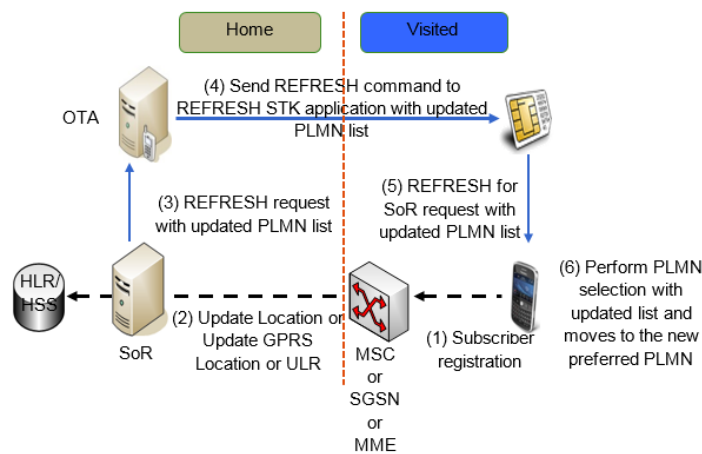 Home
Visited
(4) Send REFRESH command to
REFRESH STK application with updated
PLMN list
OTA
(3) REFRESH request
with updated PLMN list
(5) REFRESH for
SoR request with
updated PLMN list
HLR/
HSS
SoR
(2) Update Location or
Update GPRS
Location or ULR
MSC
or
SGSN
or
MME
(1) Subscriber
registration
(6) Perform PLMN
selection with
updated list and
moves to the new
preferred PLMN